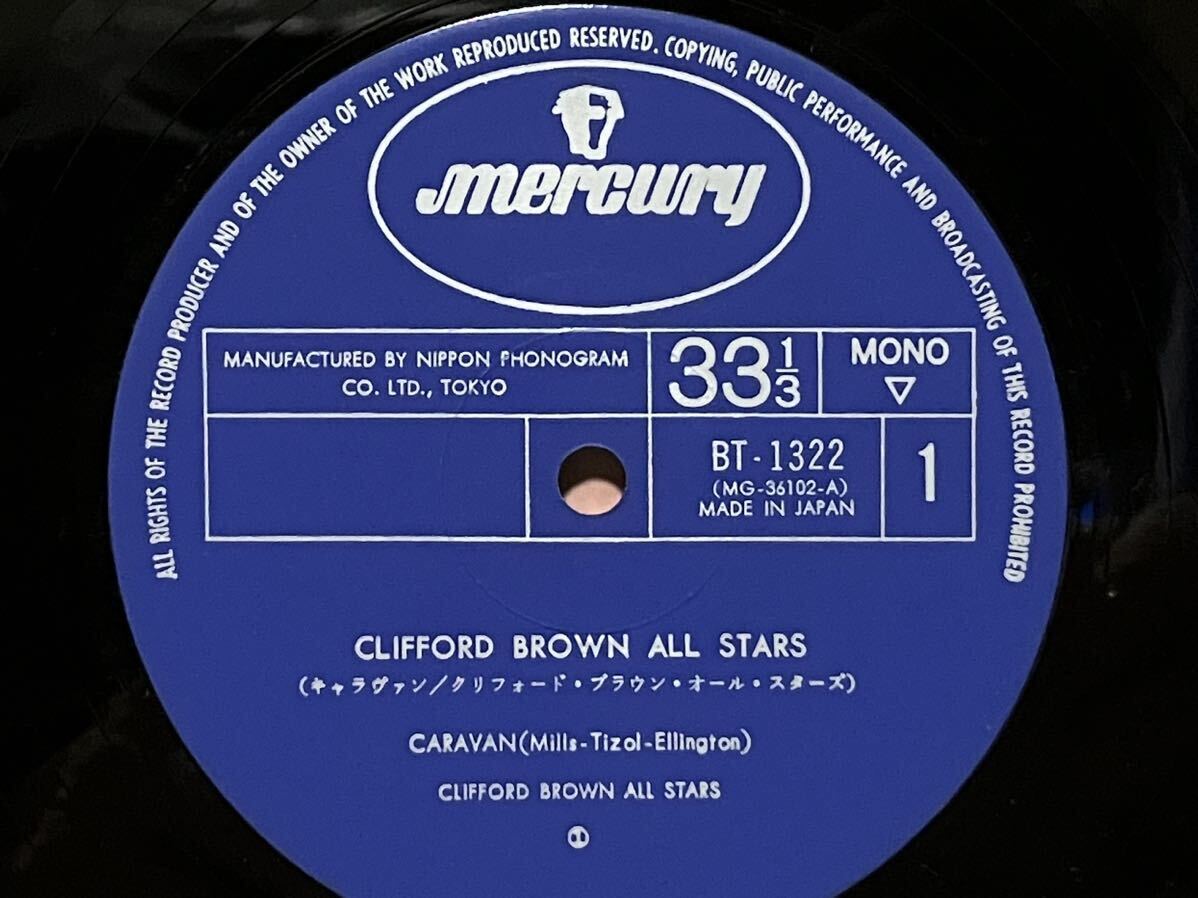 ALL RIGHTS OF THE RECORD PRODUCER AND OF THE OWNER OF THE WORK REPRODUCED RESERVED. COPYING, PUBLIC PERFORMANCE AND BROADCASTING OF THIS RECORD PROHIBITED
mercury
MANUFACTURED BY NIPPON PHONOGRAM
CO. LTD., TOKYO
33 1/3
MONO
▽
BT-1322
(MG-36102-A)
MADE IN JAPAN
1
CLIFFORD BROWN ALL STARS
(キャラヴァン/クリフォード・ブラウン・オール・スターズ)
CARAVAN(Mills-Tizol-Ellington)
CLIFFORD BROWN ALL STARS